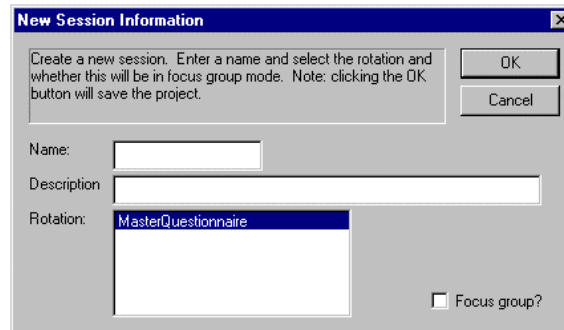 New Session Information
Create a new session. Enter a name and select the rotation and
whether this will be in focus group mode. Note: clicking the OK
button will save the project.
OK
Cancel
Name:
Description
Rotation:
MasterQuestionnaire
Focus group?